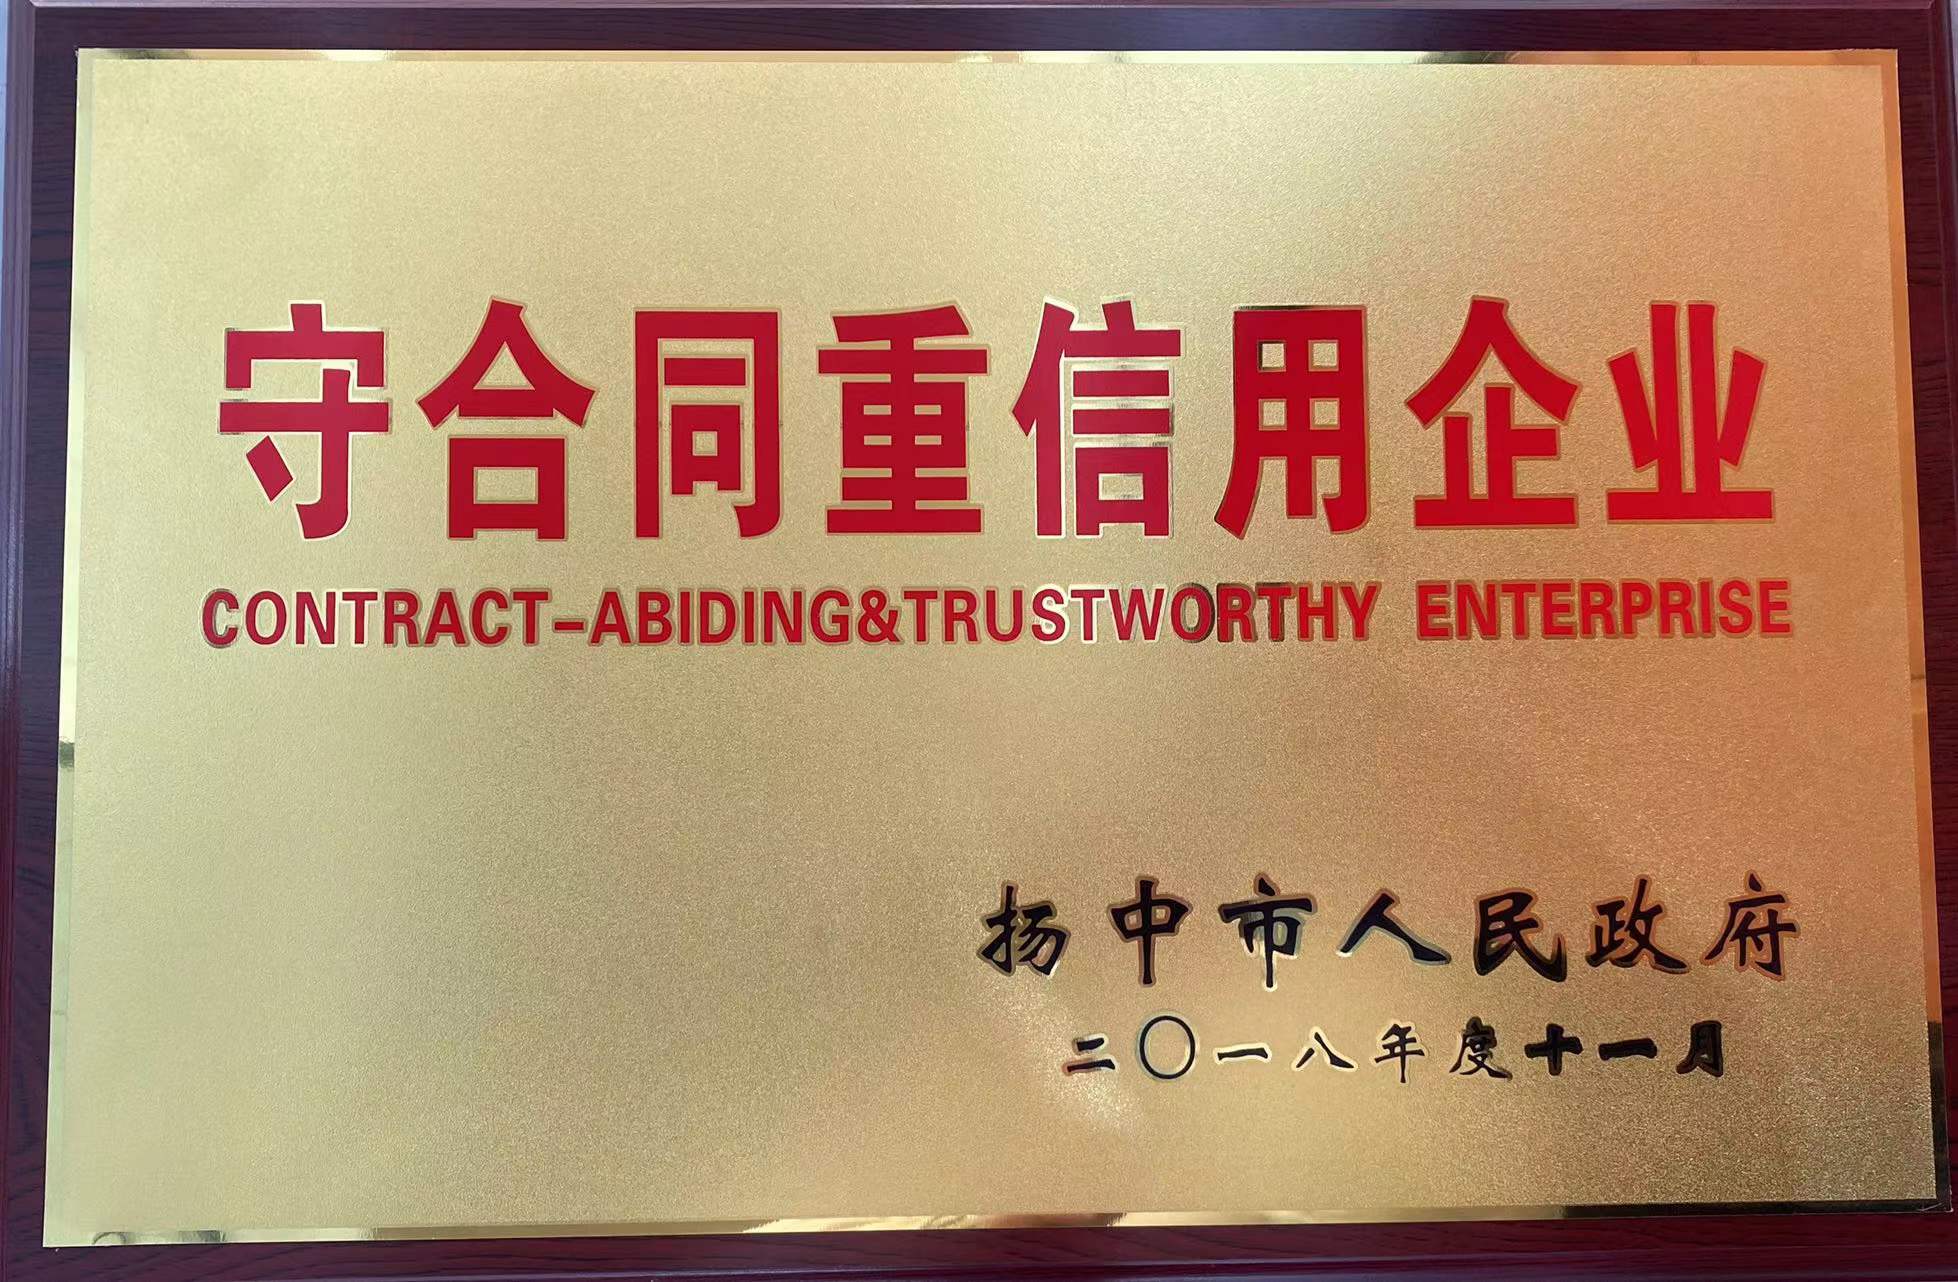 守合同重信用企业
CONTRACT-ABIDING&TRUSTWORTHY ENTERPRISE
扬中市人民政府
二〇一八年度十一月